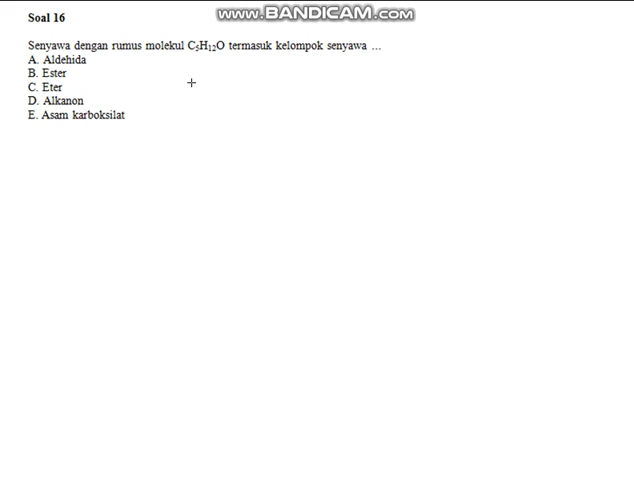 www.BANDICAM.com
Soal 16
Senyawa dengan rumus molekul C₅H₁₂O termasuk kelompok senyawa ...
A. Aldehida
B. Ester
C. Eter
D. Alkanon
E. Asam karboksilat